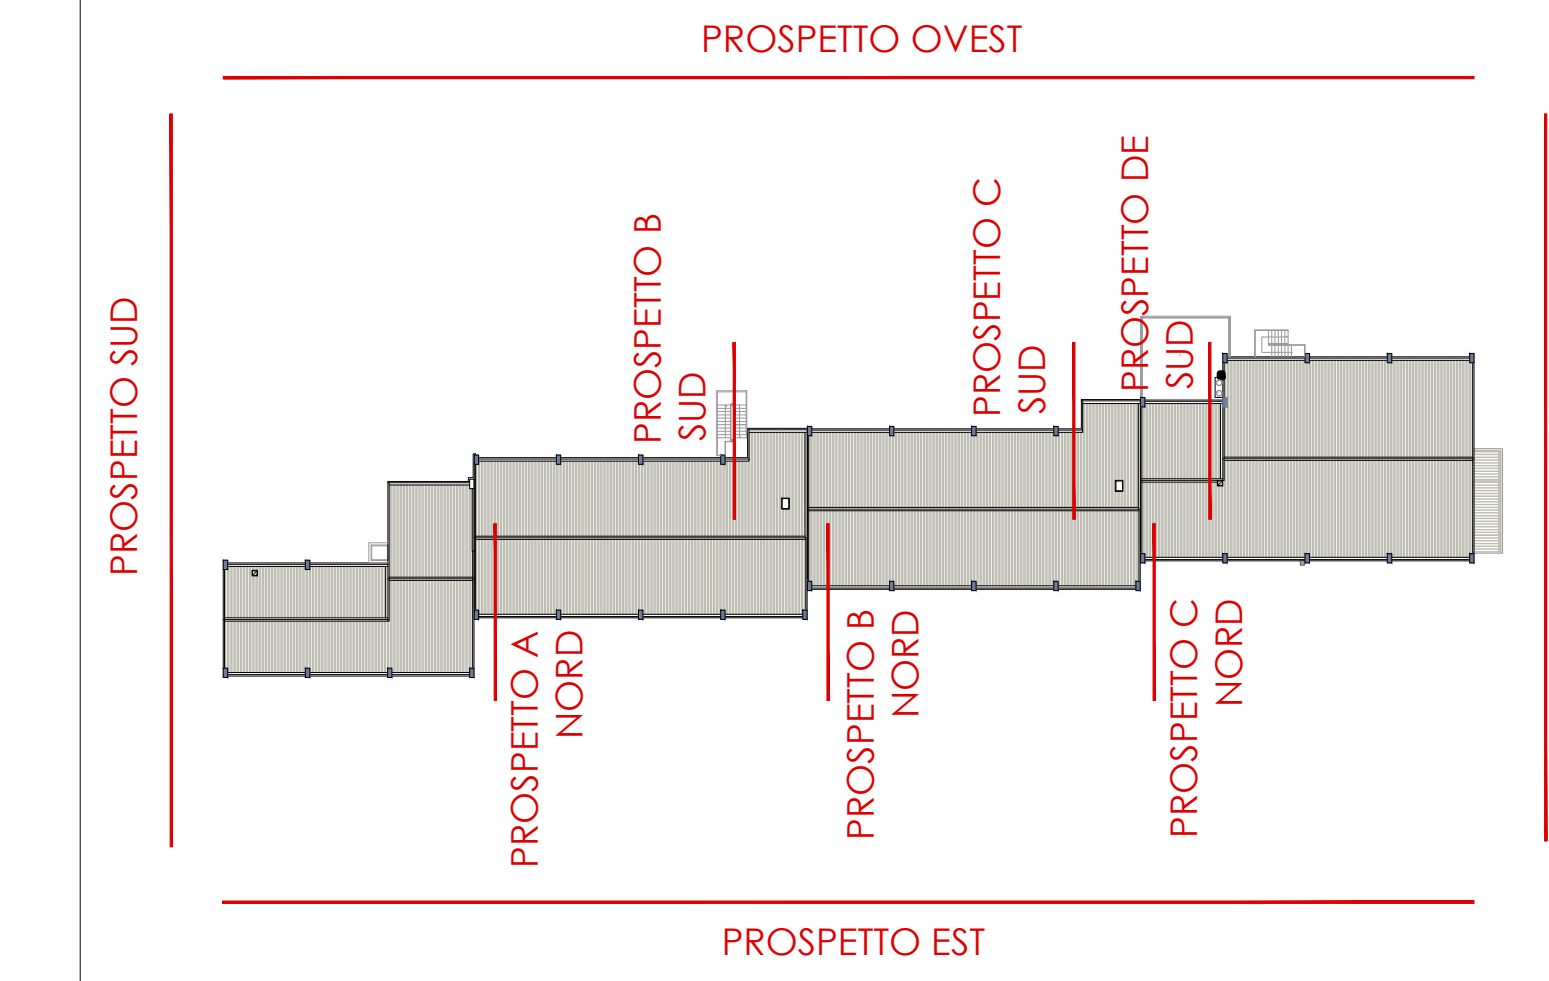 PROSPETTO OVEST
PROSPETTO SUD
PROSPETTO B
SUD
PROSPETTO C
SUD
PROSPETTO DE
SUD
PROSPETTO A
NORD
PROSPETTO B
NORD
PROSPETTO C
NORD
PROSPETTO EST